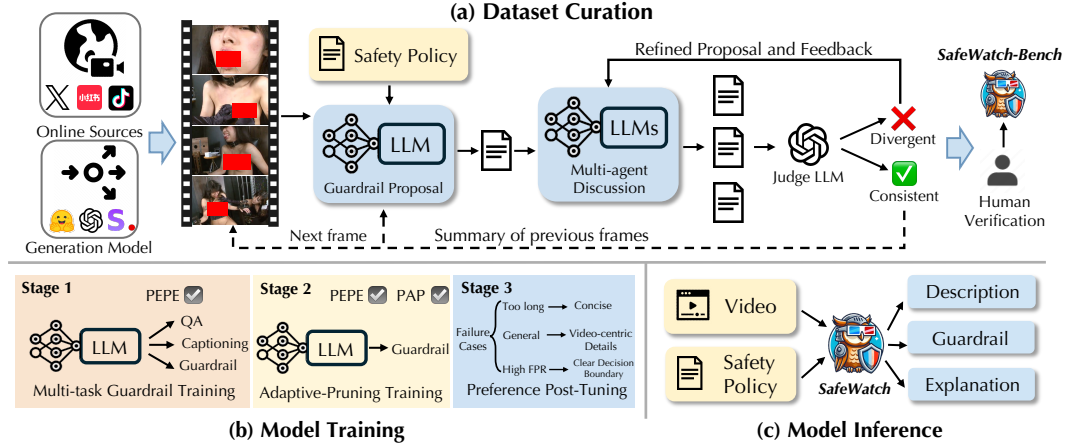 (a) Dataset Curation
Online Sources
小红书
Generation Model
S.
Safety Policy
LLM
Guardrail Proposal
Next frame
Summary of previous frames
Refined Proposal and Feedback
LLMs
Multi-agent
Discussion
Judge LLM
Divergent
Consistent
SafeWatch-Bench
Human
Verification
Stage 1
PEPE
LLM
QA
Captioning
Guardrail
Multi-task Guardrail Training
Stage 2
PEPE
PAP
LLM
Guardrail
Adaptive-Pruning Training
Stage 3
Failure
Cases
Too long
Concise
General
Video-centric
Details
High FPR
Clear Decision
Boundary
Preference Post-Tuning
(b) Model Training
Video
Safety
Policy
SafeWatch
Description
Guardrail
Explanation
(c) Model Inference